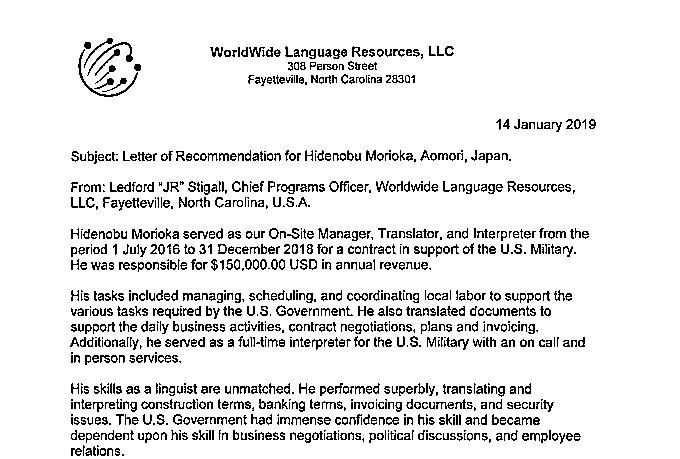 WorldWide Language Resources, LLC
308 Person Street
Fayetteville, North Carolina 28301
14 January 2019
Subject: Letter of Recommendation for Hidenobu Morioka, Aomori, Japan.
From: Ledford "JR" Stigall, Chief Programs Officer, Worldwide Language Resources,
LLC, Fayetteville, North Carolina, U.S.A.
Hidenobu Morioka served as our On-Site Manager, Translator, and Interpreter from the
period 1 July 2016 to 31 December 2018 for a contract in support of the U.S. Military.
He was responsible for $150,000.00 USD in annual revenue.
His tasks included managing, scheduling, and coordinating local labor to support the
various tasks required by the U.S. Government. He also translated documents to
support the daily business activities, contract negotiations, plans and invoicing.
Additionally, he served as a full-time interpreter for the U.S. Military with an on call and
in person services.
His skills as a linguist are unmatched. He performed superbly, translating and
interpreting construction terms, banking terms, invoicing documents, and security
issues. The U.S. Government had immense confidence in his skill and became
dependent upon his skill in business negotiations, political discussions, and employee
relations.